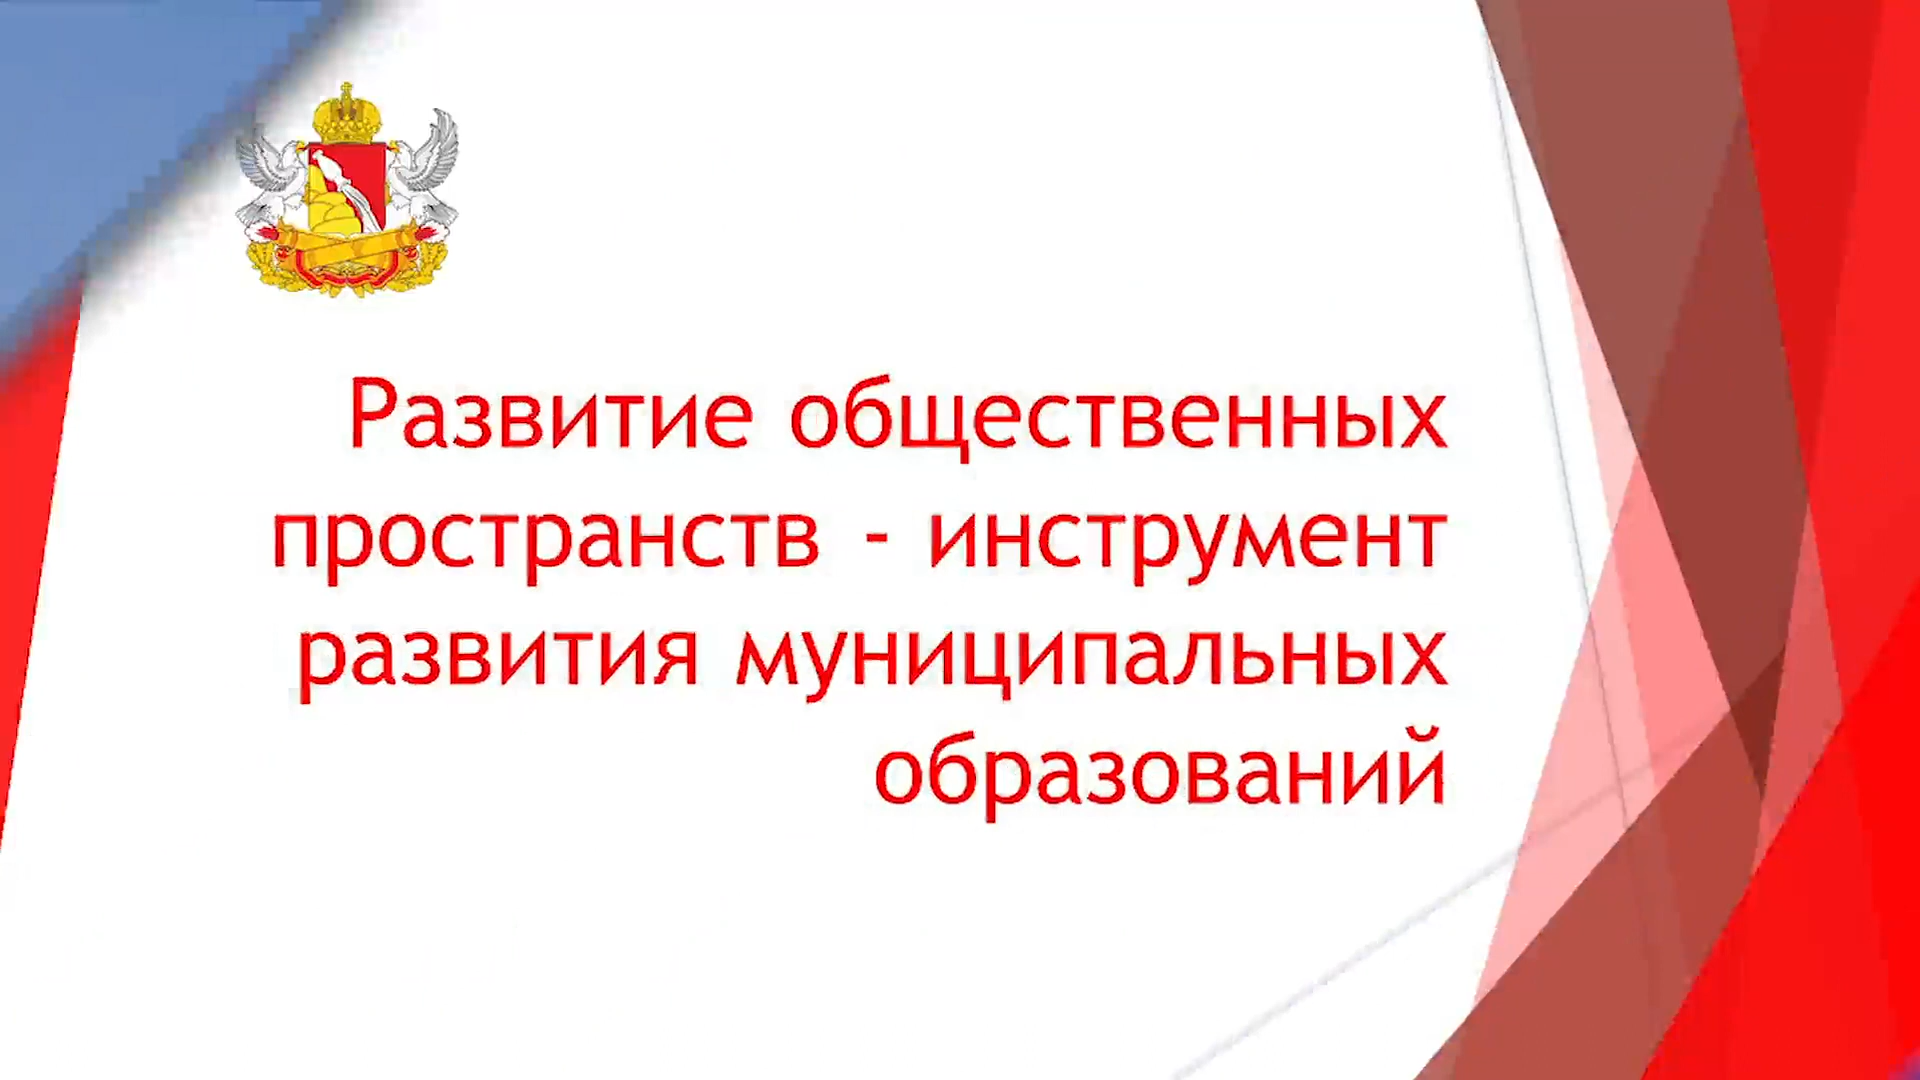 Развитие общественных
пространств - инструмент
развития муниципальных
образований